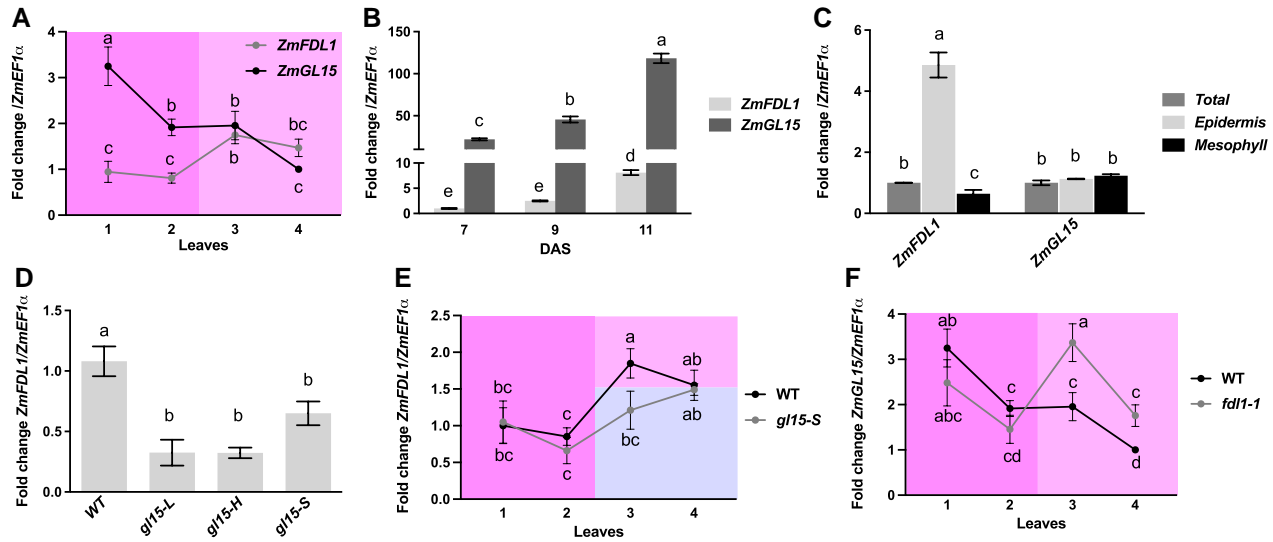 A
Fold change /ZmEF1α
4
3
2
1
0
a
b
b
bc
c
c
b
c
ZmFDL1
ZmGL15
1 2 3 4
Leaves
B
Fold change /ZmEF1α
150
100
50
10
5
0
e
c
e
b
d
a
ZmFDL1
ZmGL15
7 9 11
DAS
C
Fold change /ZmEF1α
6
4
2
0
b
a
c
b
b
b
Total
Epidermis
Mesophyll
ZmFDL1
ZmGL15
D
Fold change ZmFDL1/ZmEF1α
1.5
1.0
0.5
0.0
a
b
b
b
WT
gl15-L
gl15-H
gl15-S
E
Fold change ZmFDL1/ZmEF1α
2.5
2.0
1.5
1.0
0.5
0.0
bc
c
a
ab
bc
c
bc
ab
WT
gl15-S
1 2 3 4
Leaves
F
Fold change ZmGL15/ZmEF1α
4
3
2
1
0
ab
c
a
c
c
abc
cd
d
WT
fdl1-1
1 2 3 4
Leaves